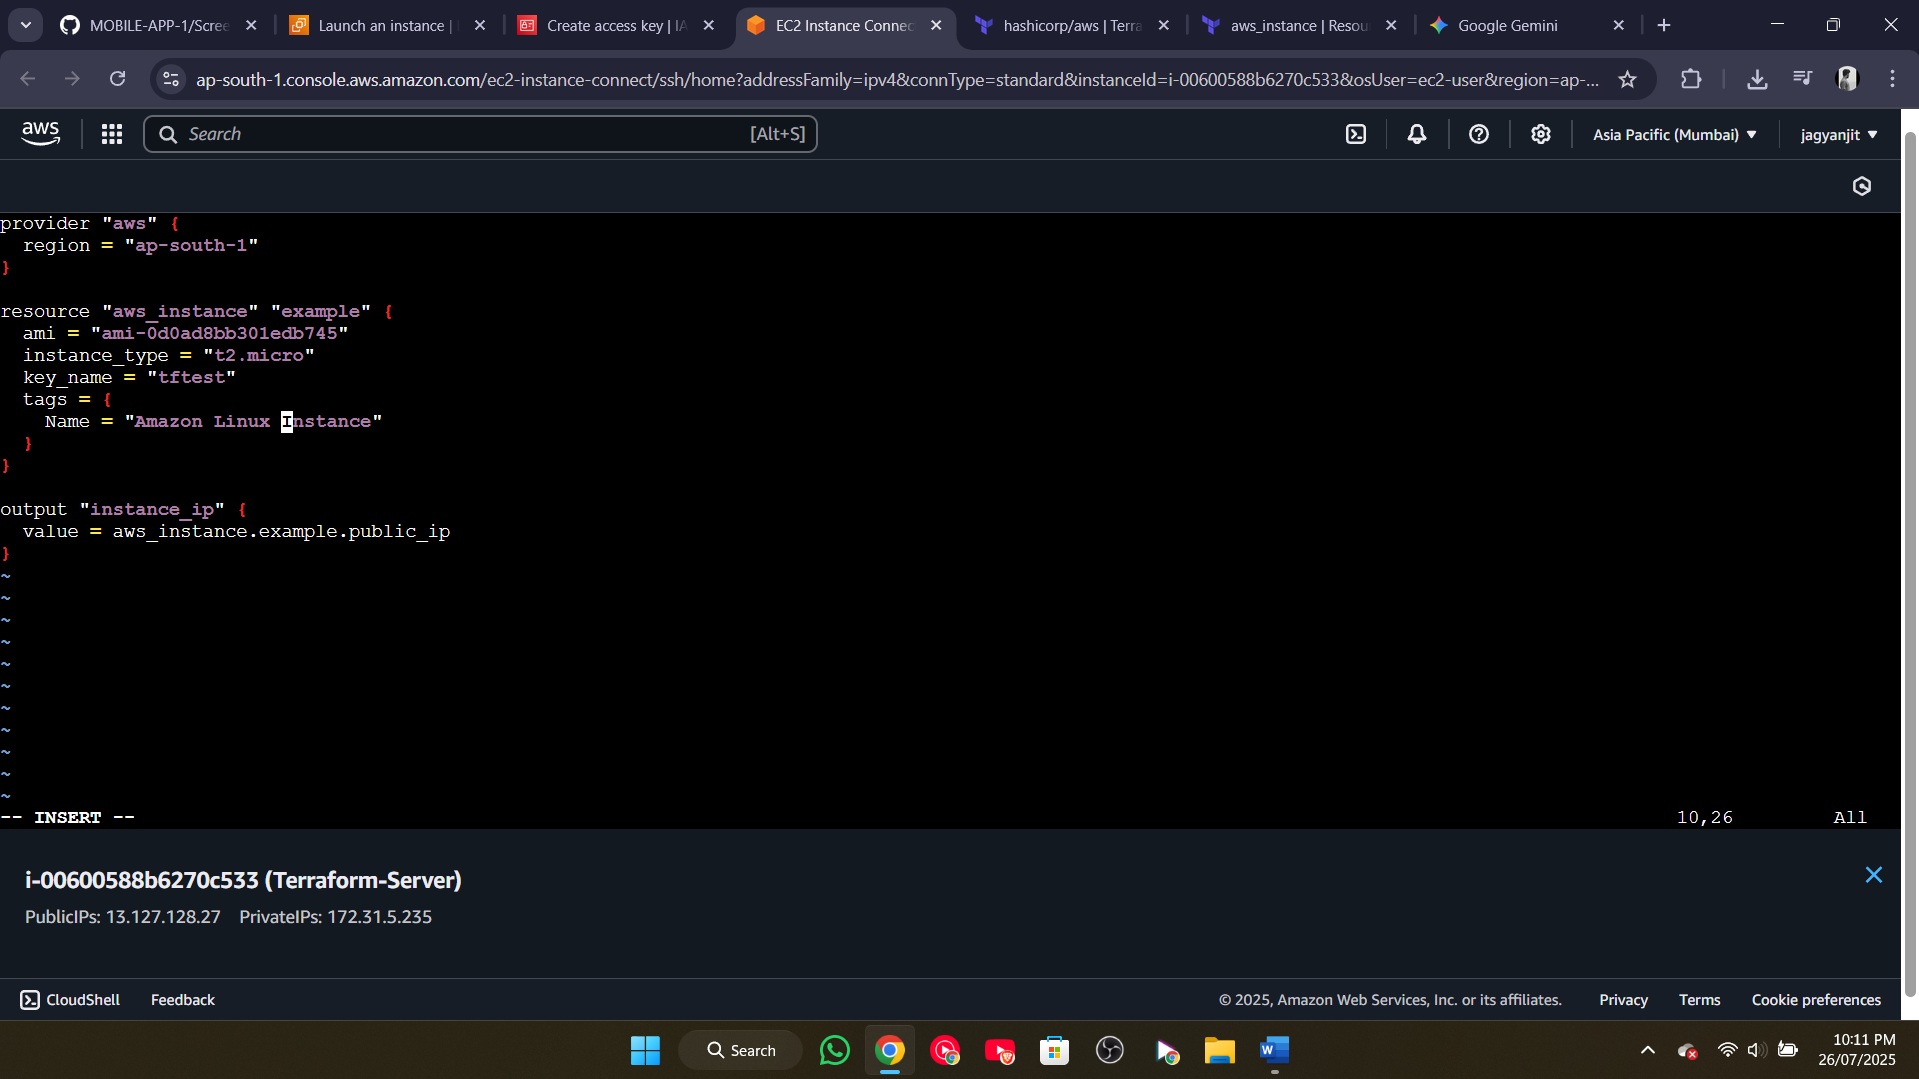 MOBILE-APP-1/Scree
Launch an instance |
Create access key | IA
EC2 Instance Connec
hashicorp/aws | Terra
aws_instance | Resou
Google Gemini
ap-south-1.console.aws.amazon.com/ec2-instance-connect/ssh/home?addressFamily=ipv4&connType=standard&instanceId=i-00600588b6270c533&osUser=ec2-user&region=ap-...
aws
Search
[Alt+S]
Asia Pacific (Mumbai)
jagyanjit
provider "aws" {
  region = "ap-south-1"
}
resource "aws_instance" "example" {
  ami = "ami-0d0ad8bb301edb745"
  instance_type = "t2.micro"
  key_name = "tftest"
  tags = {
    Name = "Amazon Linux Instance"
  }
}
output "instance_ip" {
  value = aws_instance.example.public_ip
}
~
~
~
~
~
~
~
~
~
~
~
-- INSERT --
10,26
All
i-00600588b6270c533 (Terraform-Server)
PublicIPs: 13.127.128.27 PrivateIPs: 172.31.5.235
CloudShell
Feedback
© 2025, Amazon Web Services, Inc. or its affiliates.
Privacy
Terms
Cookie preferences
Search
10:11 PM
26/07/2025